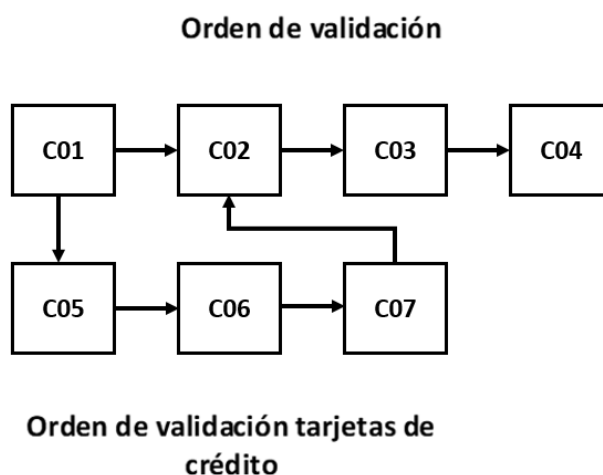 Orden de validación
C01
C02
C03
C04
C05
C06
C07
Orden de validación tarjetas de
crédito